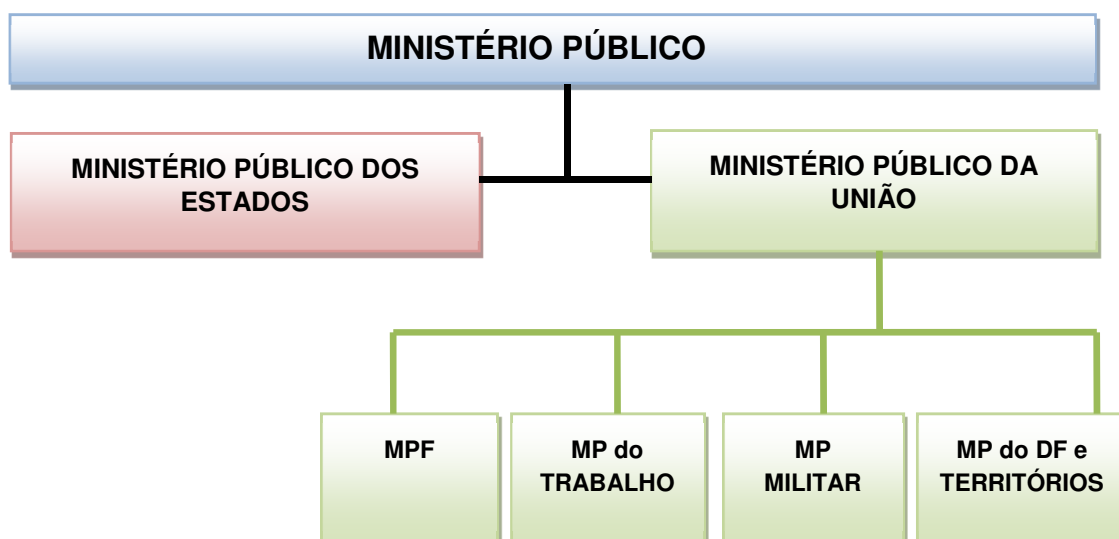 MINISTÉRIO PÚBLICO
MINISTÉRIO PÚBLICO DOS
ESTADOS
MINISTÉRIO PÚBLICO DA
UNIÃO
MPF
MP do
TRABALHO
MP
MILITAR
MP do DF e
TERRITÓRIOS